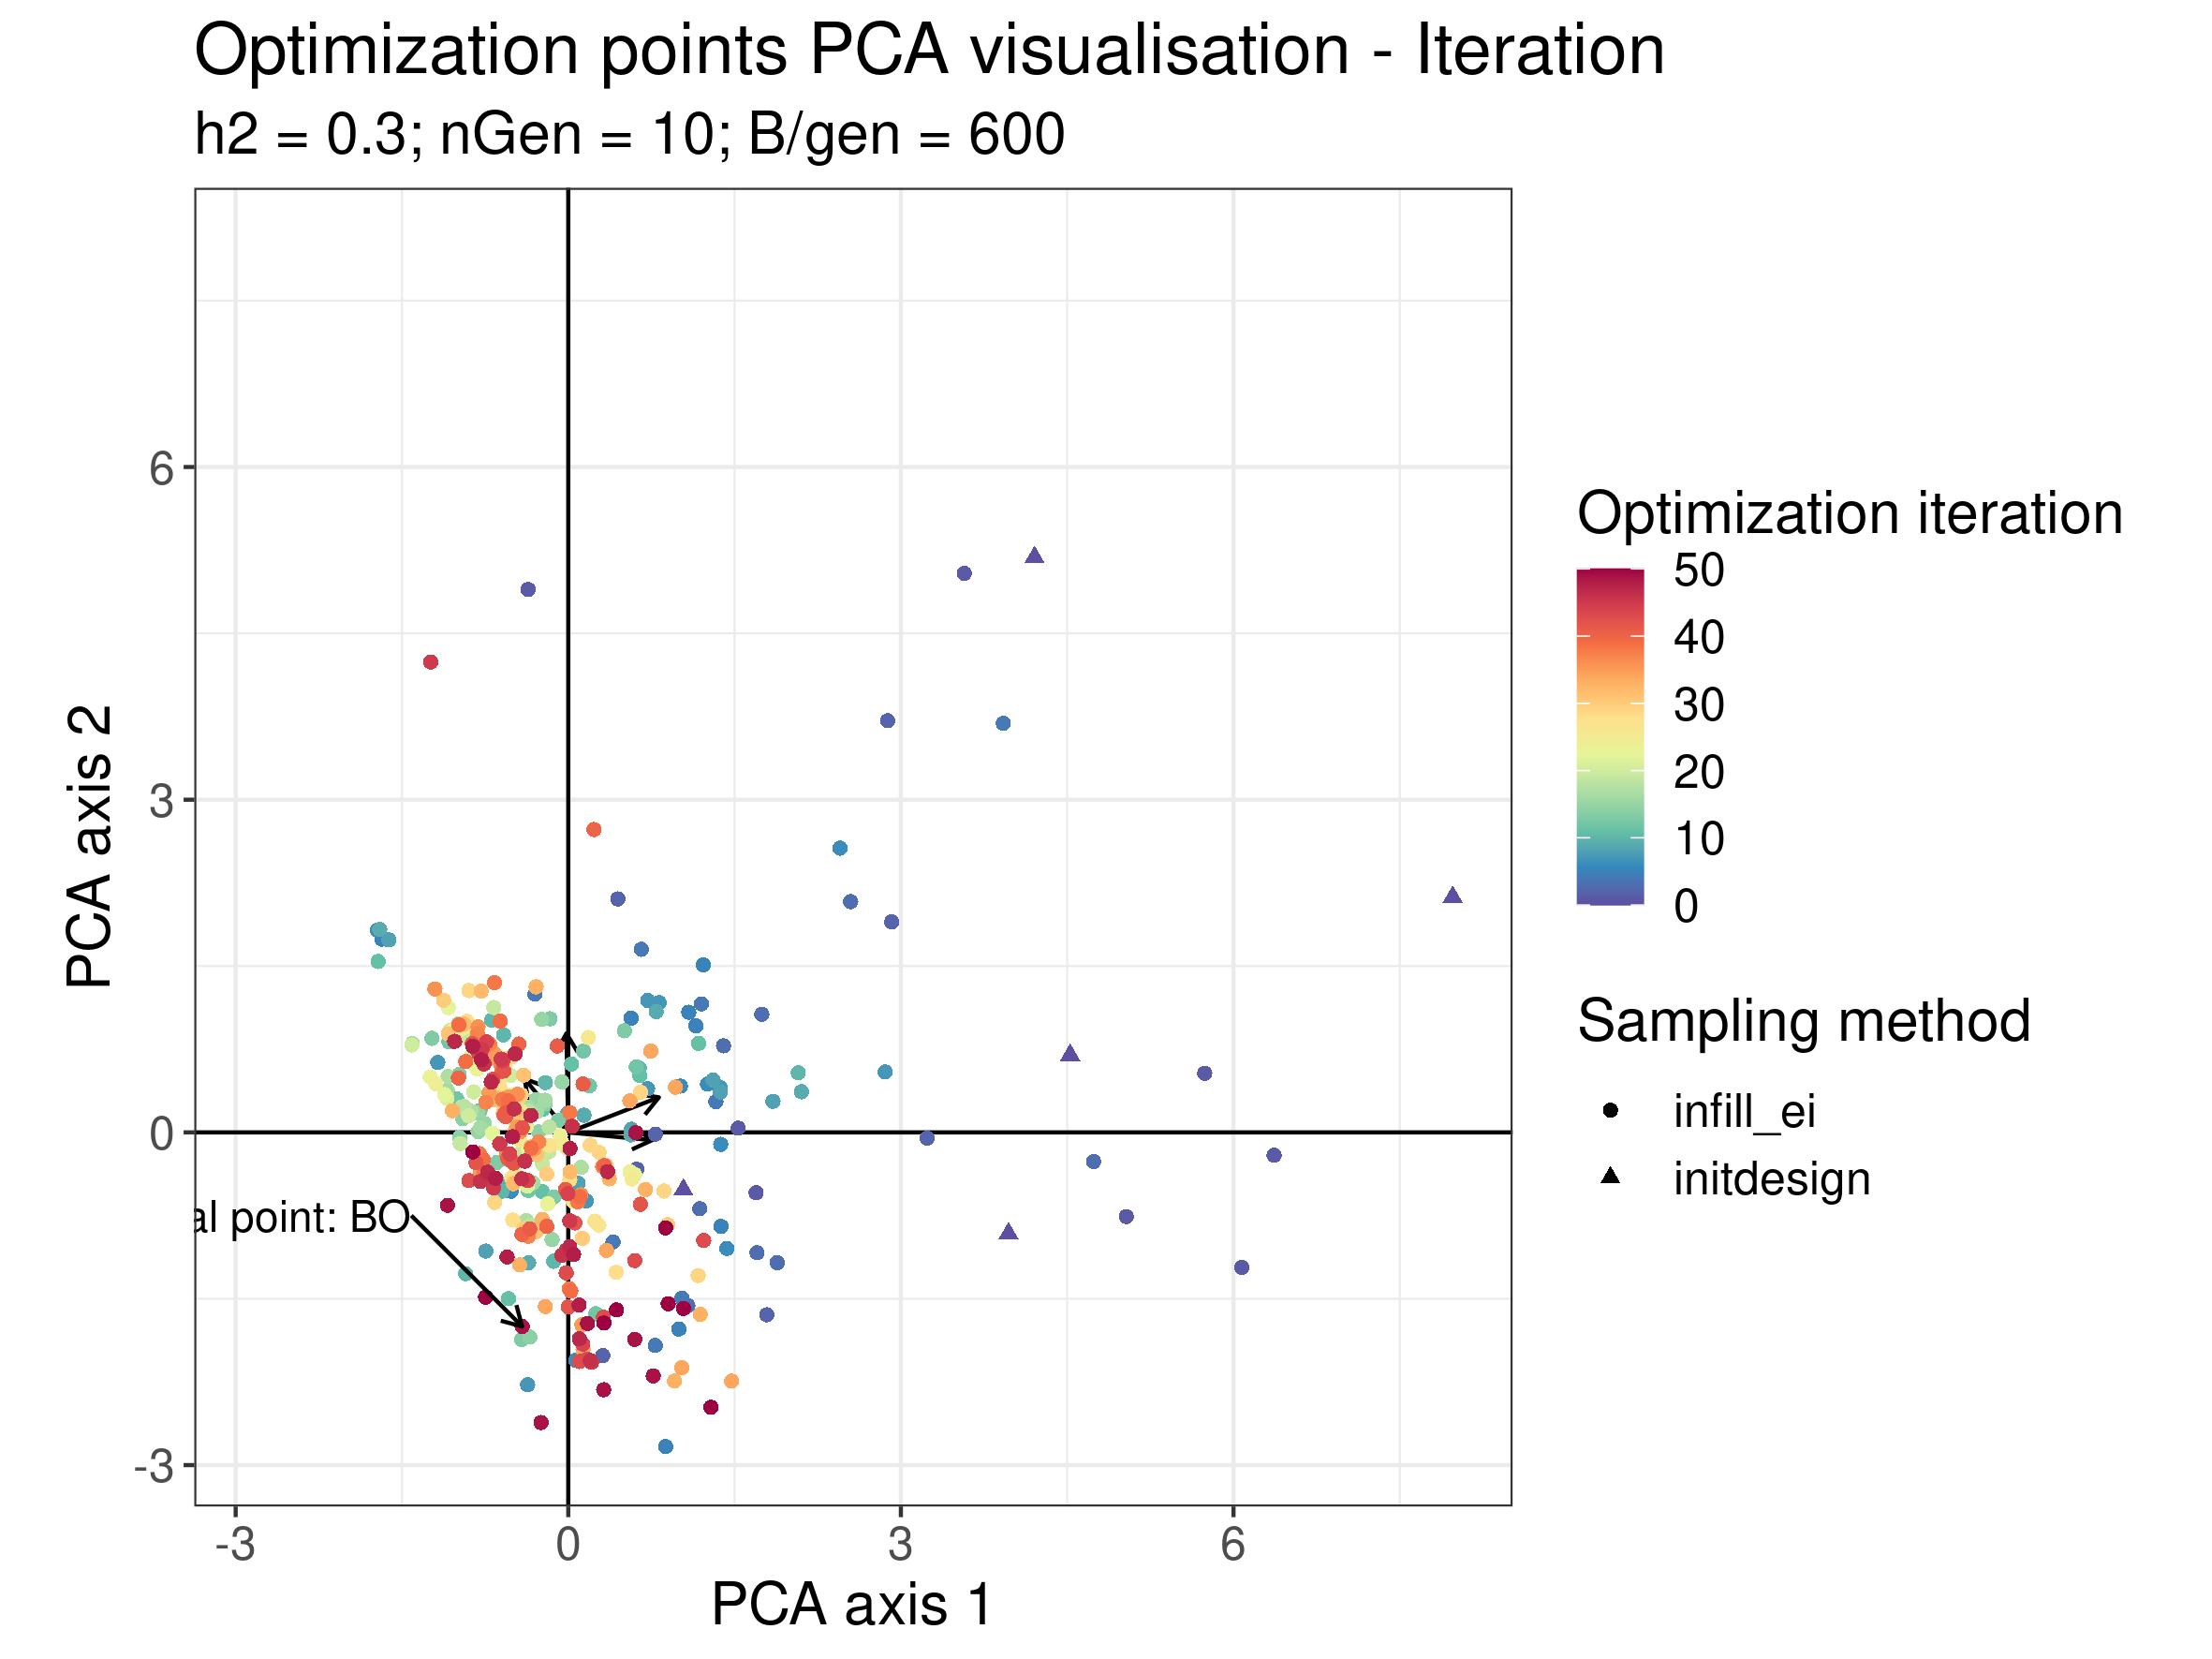 Optimization points PCA visualisation - Iteration
h2 = 0.3; nGen = 10; B/gen = 600
PCA axis 2
6
3
0
-3
point: BO
-3
0
3
6
PCA axis 1
Optimization iteration
50
40
30
20
10
0
Sampling method
infill_ei
initdesign